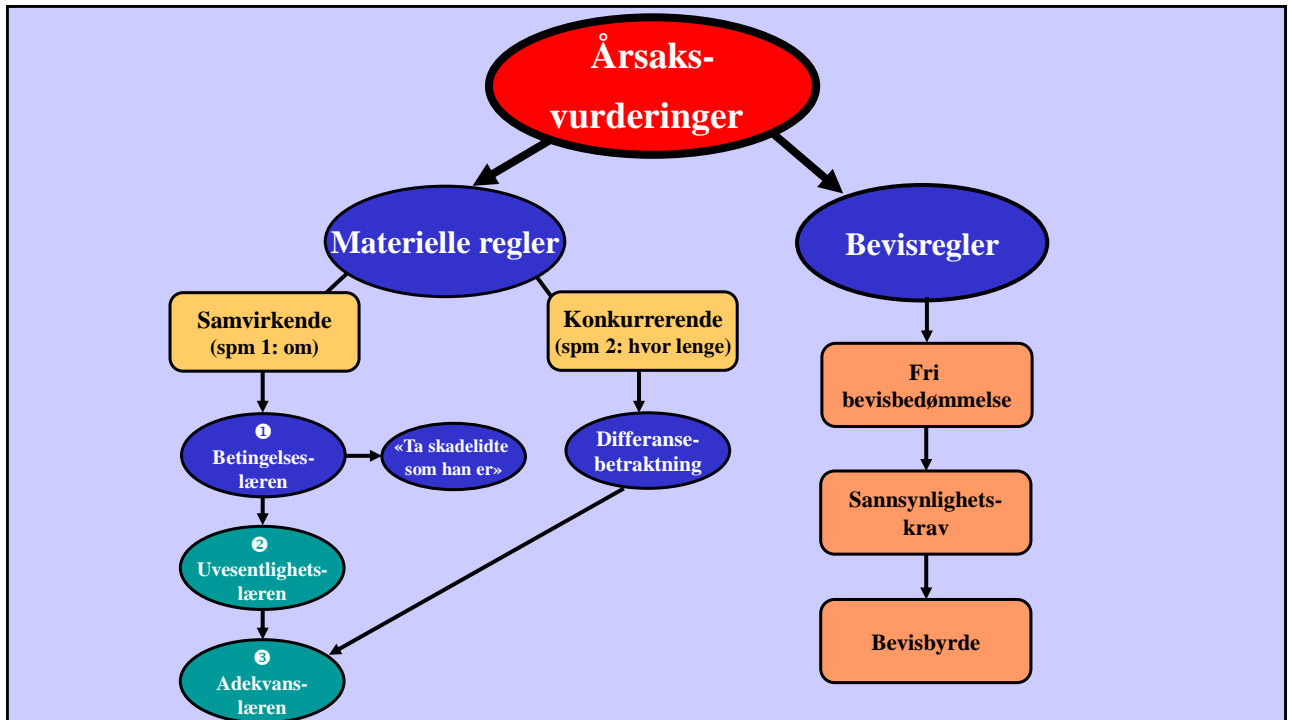 Årsaks-
vurderinger
Materielle regler
Bevisregler
Samvirkende
(spm 1: om)
Konkurrerende
(spm 2: hvor lenge)
Fri
bevisbedømmelse
❶
Betingelses-
læren
«Ta skadelidte
som han er»
Differanse-
betraktning
Sannsynlighets-
krav
❷
Uvesentlighets-
læren
Bevisbyrde
❸
Adekvans-
læren